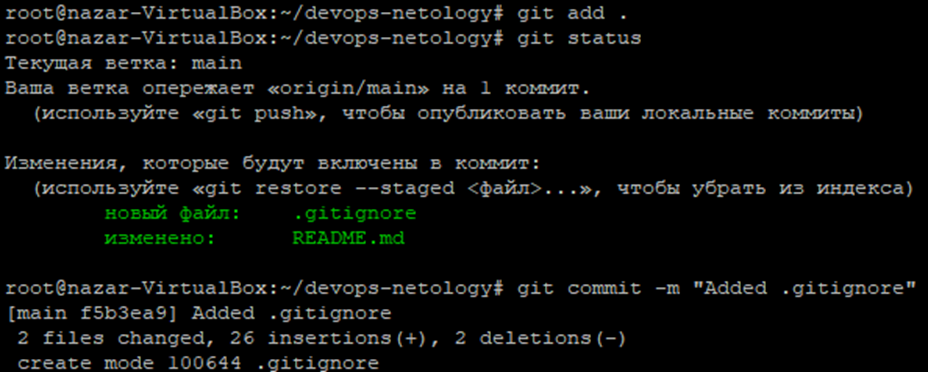 root@nazar-VirtualBox:~/devops-netology# git add .
root@nazar-VirtualBox:~/devops-netology# git status
Текущая ветка: main
Ваша ветка опережает «origin/main» на 1 коммит.
  (используйте «git push», чтобы опубликовать ваши локальные коммиты)

Изменения, которые будут включены в коммит:
  (используйте «git restore --staged <файл>...», чтобы убрать из индекса)
        новый файл:    .gitignore
        изменено:      README.md

root@nazar-VirtualBox:~/devops-netology# git commit -m "Added .gitignore"
[main f5b3ea9] Added .gitignore
 2 files changed, 26 insertions(+), 2 deletions(-)
 create mode 100644 .gitignore